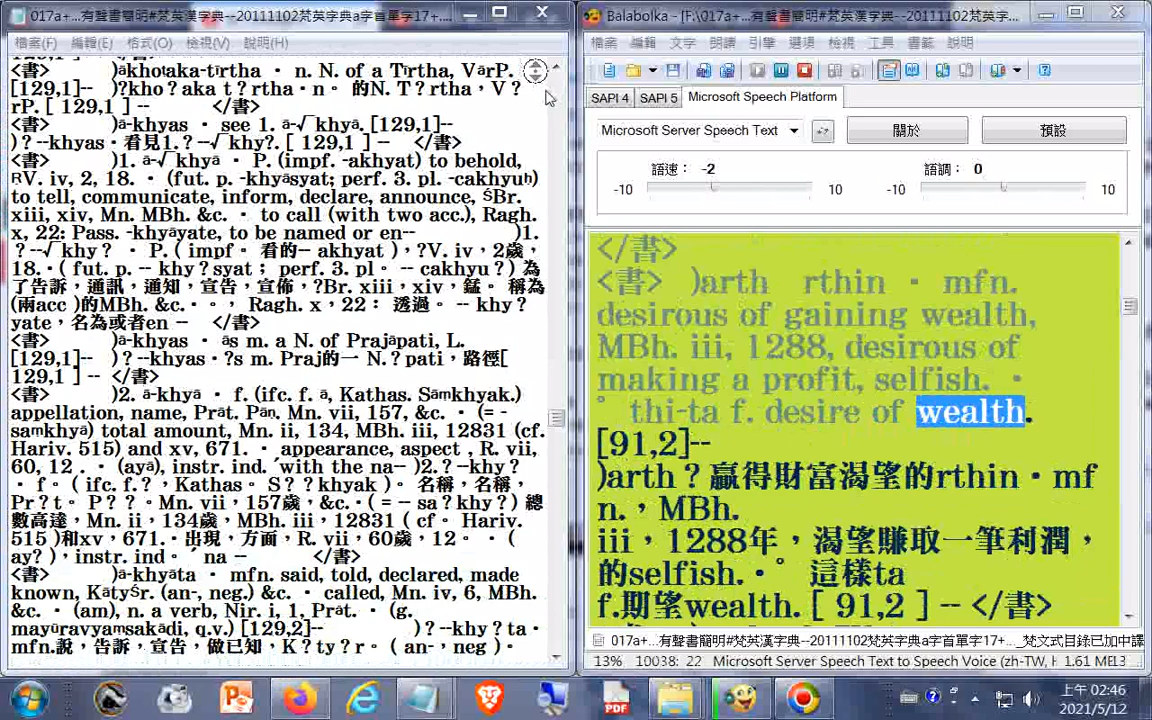 017a+...有聲書簡明#梵英漢字典--20111102梵英字典a字首單字17+...
檔案(F) 編輯(E) 格式(O) 檢視(V) 說明(H)
<書> )ākhoṭaka-tīrtha · n. N. of a Tīrtha, VārP.
[129,1]-- )?kho?aka t?rtha·n。的N. T?rtha，V?
rP. [ 129,1 ] -- </書>
<書> )ā-khyas · see 1. ā-√khyā. [129,1]--
)?--khyas·看見1.?--√khy?. [ 129,1 ] -- </書>
<書> )1. ā-√khyā · P. (impf. -akhyat) to behold,
RV. iv, 2, 18. · (fut. p. -khyāsyat; perf. 3. pl. -cakhyuḥ)
to tell, communicate, inform, declare, announce, ŚBr.
xiii, xiv, Mn. MBh. &c. · to call (with two acc.), Ragh.
x, 22: Pass. -khyāyate, to be named or en-- )1.
?--√khy?·P. ( impf。看的-- akhyat )，?V. iv，2歲，
18.·( fut. p. -- khy?syat； perf. 3. pl。-- cakhyu? ) 為
了告訴，通訊，通知，宣告，宣佈，?Br. xiii，xiv，錳。稱為
(兩acc )的MBh. &c.·。，Ragh. x，22：透過。-- khy?
yate，名為或者en -- </書>
<書> )ā-khyas · ās m. a N. of Prajāpati, L.
[129,1]-- )?--khyas·?s m. Praj的一 N.?pati，路徑[
129,1 ] -- </書>
<書> )2. ā-khyā · f. (ifc. f. ā, Kathas. Sāṃkhyak.)
appellation, name, Prāt. Pāṇ. Mn. vii, 157, &c. · (= -
saṃkhyā) total amount, Mn. ii, 134, MBh. iii, 12831 (cf.
Hariv. 515) and xv, 671. · appearance, aspect , R. vii,
60, 12 . · (ayā), instr. ind. ´with the na-- )2.?--khy?
·f。( ifc. f.?，Kathas。S??khyak )。名稱，名稱，
Pr?t。P??。Mn. vii，157歲，&c.·( = – sa?khy? ) 總
數高達，Mn. ii，134歲，MBh. iii，12831 ( cf。Hariv.
515 )和xv，671.·出現，方面，R. vii，60歲，12。·(
ay? )，instr. ind。´na -- </書>
<書> )ā-khyāta · mfn. said, told, declared, made
known, KātyŚr. (an-, neg.) &c. · called, Mn. iv, 6, MBh.
&c. · (am), n. a verb, Nir. i, 1, Prāt. · (g.
mayūravyaṃsakādi, q.v.) [129,2]-- )?--khy?ta·
mfn.說，告訴，宣告，做已知，K?ty?r。( an-，neg )。
Balabolka - [F:\017a+...有聲書簡明#梵英漢字典--20111102梵英字...
檔案 編輯 文字 朗讀 引擎 選項 檢視 工具 書籤 說明
SAPI 4 SAPI 5 Microsoft Speech Platform
Microsoft Server Speech Text 關於 預設
語速： -2 語調： 0
-10 10 -10 10
</書>
<書> )arth rthin · mfn.
desirous of gaining wealth,
MBh. iii, 1288, desirous of
making a profit, selfish. ·
° thi-ta f. desire of wealth.
[91,2]--
)arth？贏得財富渴望的rthin·mf
n.，MBh.
iii，1288年，渴望賺取一筆利潤，
的selfish.·° 這樣ta
f.期望wealth. [ 91,2 ] -- </書>
017a+...有聲書簡明#梵英漢字典--20111102梵英字典a字首單字17+..._梵文式目錄已加中譯
13% 10038: 22 Microsoft Server Speech Text to Speech Voice (zh-TW, H 1.61 MB
上午 02:46
2021/5/12